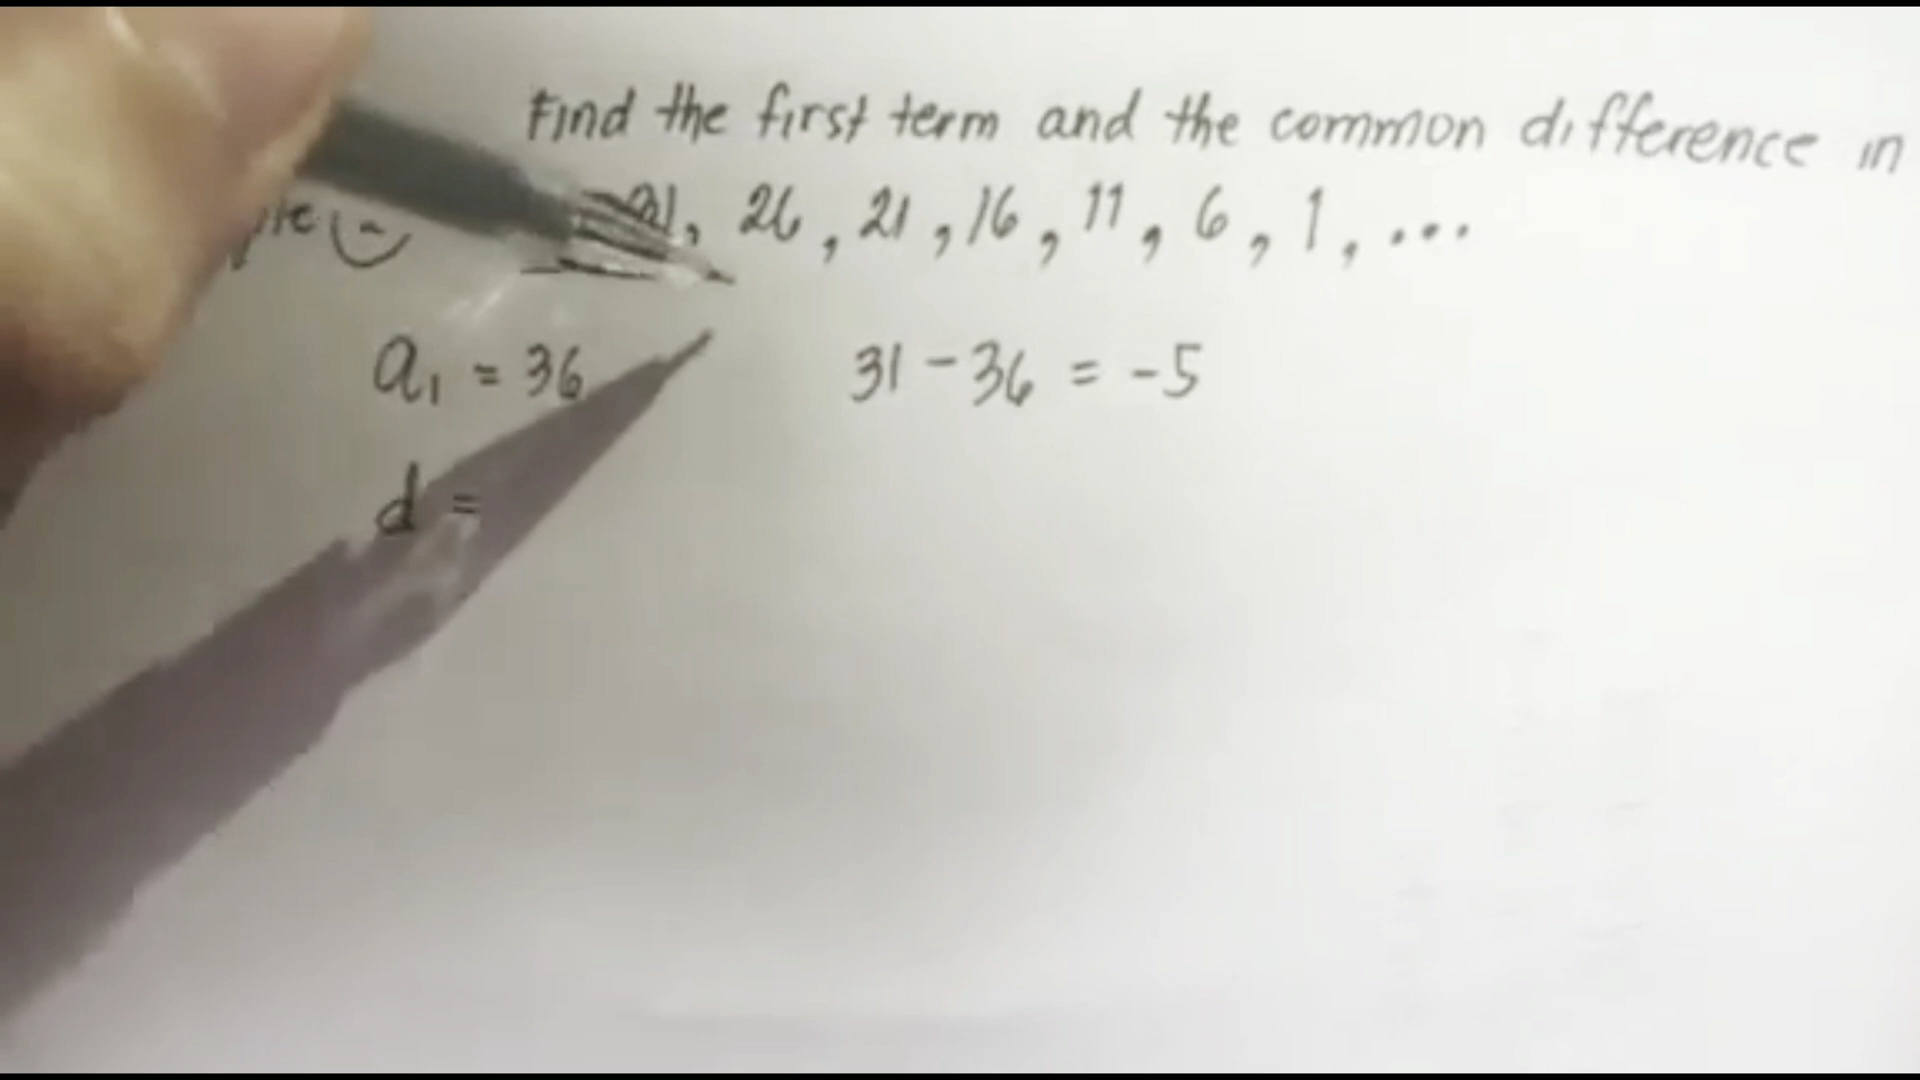 Find the first term and the common difference in
31, 26, 21, 16, 11, 6, 1, ...
a₁ = 36
31 - 36 = -5
d =